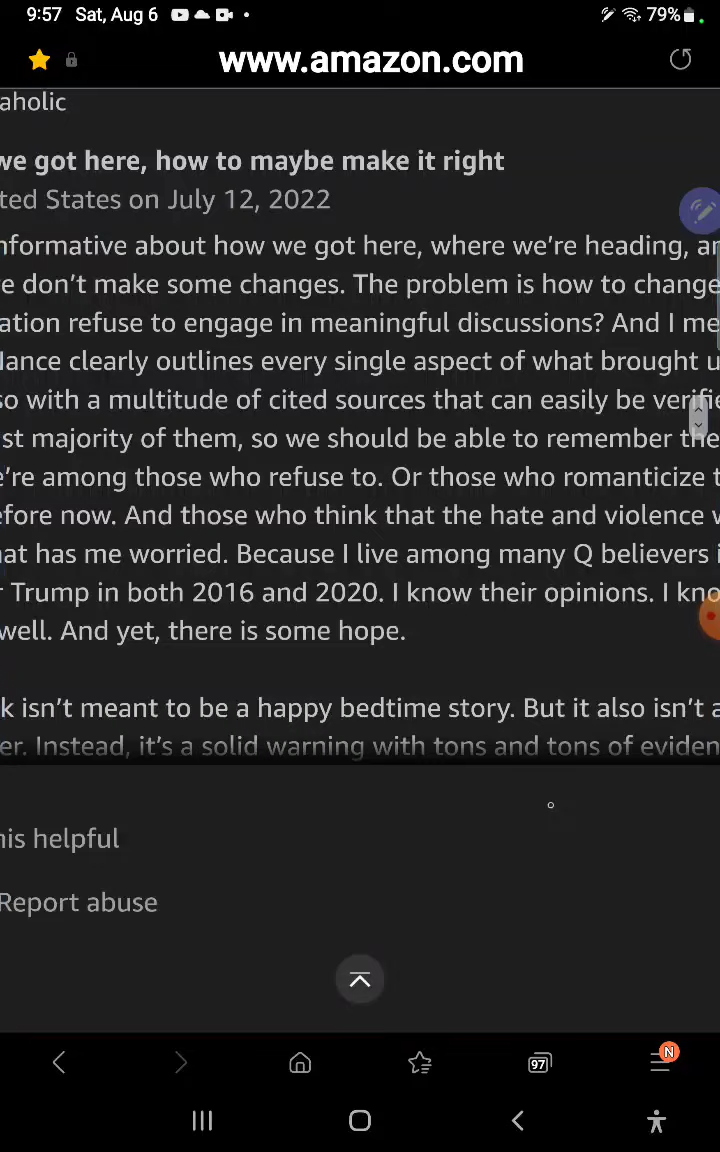 9:57 Sat, Aug 6 79%
www.amazon.com
aholic
we got here, how to maybe make it right
ted States on July 12, 2022
nformative about how we got here, where we're heading, an
e don't make some changes. The problem is how to change
ation refuse to engage in meaningful discussions? And I me
Nance clearly outlines every single aspect of what brought u
so with a multitude of cited sources that can easily be verifie
st majority of them, so we should be able to remember the
e're among those who refuse to. Or those who romanticize t
efore now. And those who think that the hate and violence w
at has me worried. Because I live among many Q believers i
r Trump in both 2016 and 2020. I know their opinions. I kno
well. And yet, there is some hope.
k isn't meant to be a happy bedtime story. But it also isn't a
er. Instead, it's a solid warning with tons and tons of eviden
his helpful
Report abuse
97
N